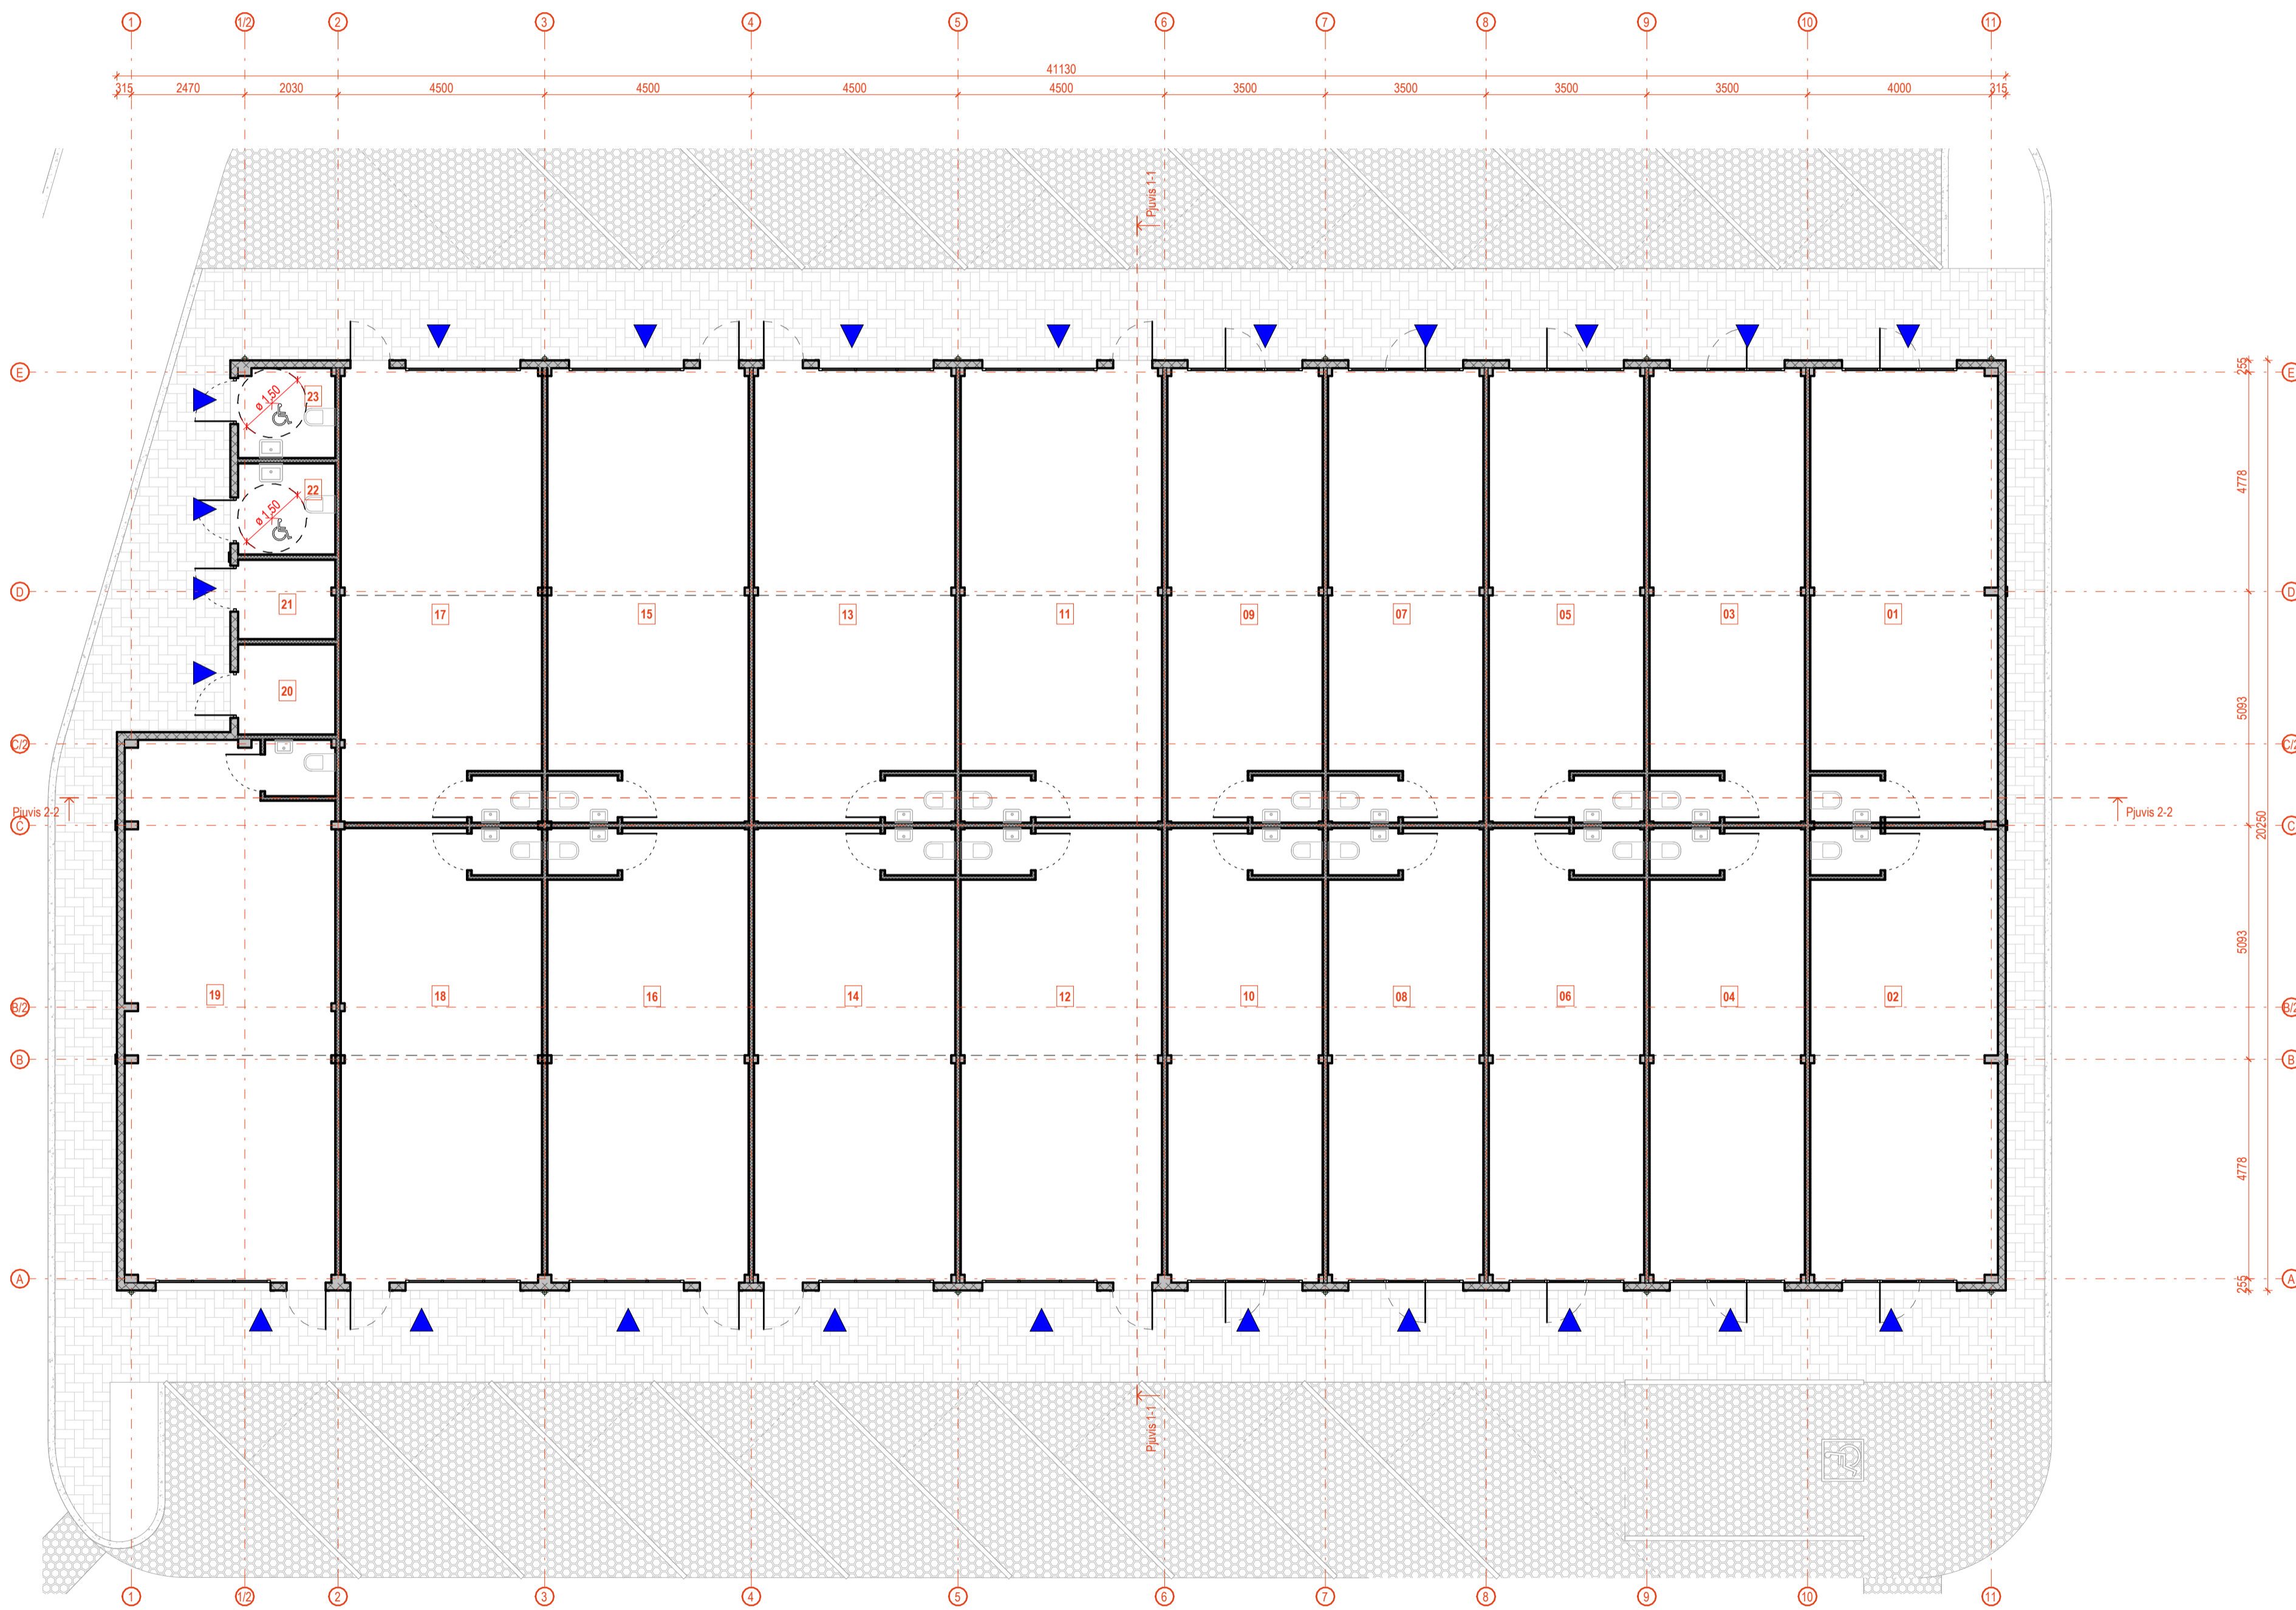 1 1/2 2 3 4 5 6 7 8 9 10 11
41130
315 2470 2030 4500 4500 4500 4500 3500 3500 3500 3500 4000 315
Pjuvis 1-1
E E
255
ø 1,50 23
4778
22
ø 1,50
D D
21 17 15 13 11 09 07 05 03 01
20
5093
C/2 C/2
Pjuvis 2-2 Pjuvis 2-2
C C
20250
5093
19 18 16 14 12 10 08 06 04 02
B/2 B/2
B B
4778
A A
255
Pjuvis 1-1
1 1/2 2 3 4 5 6 7 8 9 10 11